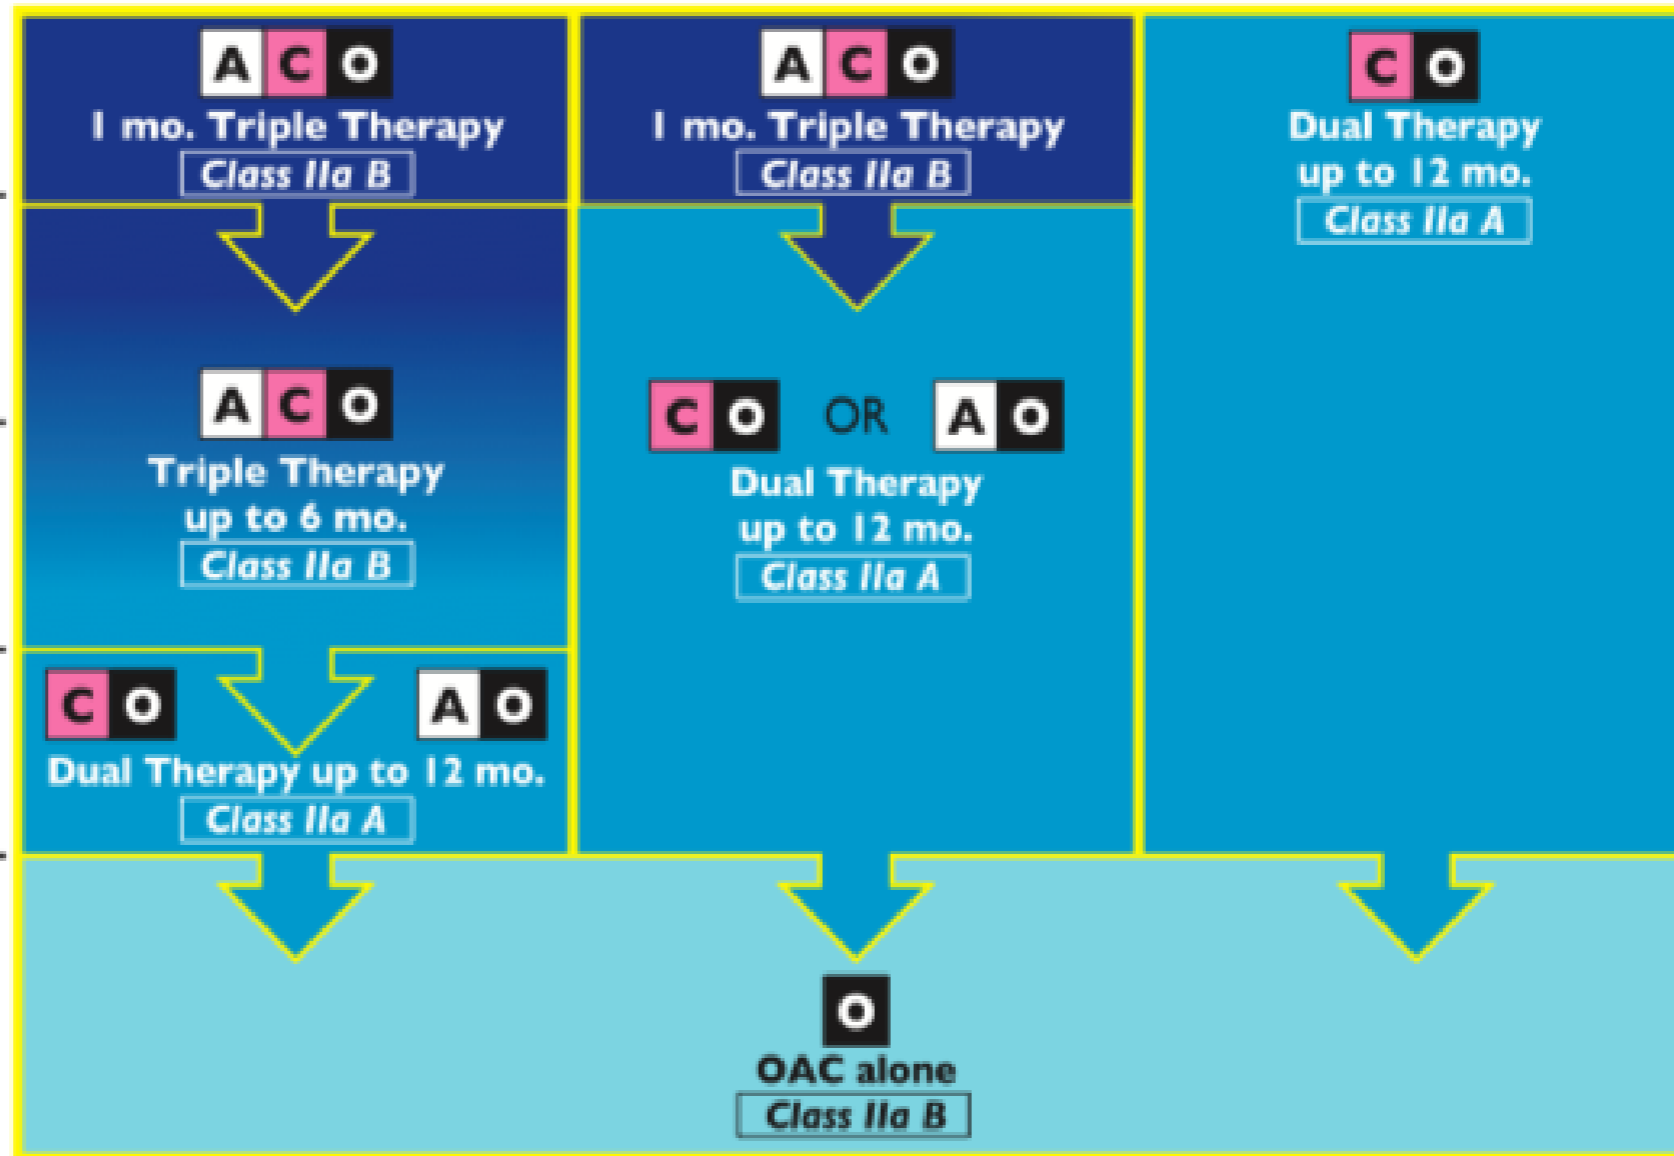 A C O
1 mo. Triple Therapy
Class IIa B
A C O
1 mo. Triple Therapy
Class IIa B
C O
Dual Therapy
up to 12 mo.
Class IIa A
A C O
Triple Therapy
up to 6 mo.
Class IIa B
C O OR A O
Dual Therapy
up to 12 mo.
Class IIa A
C O A O
Dual Therapy up to 12 mo.
Class IIa A
O
OAC alone
Class IIa B